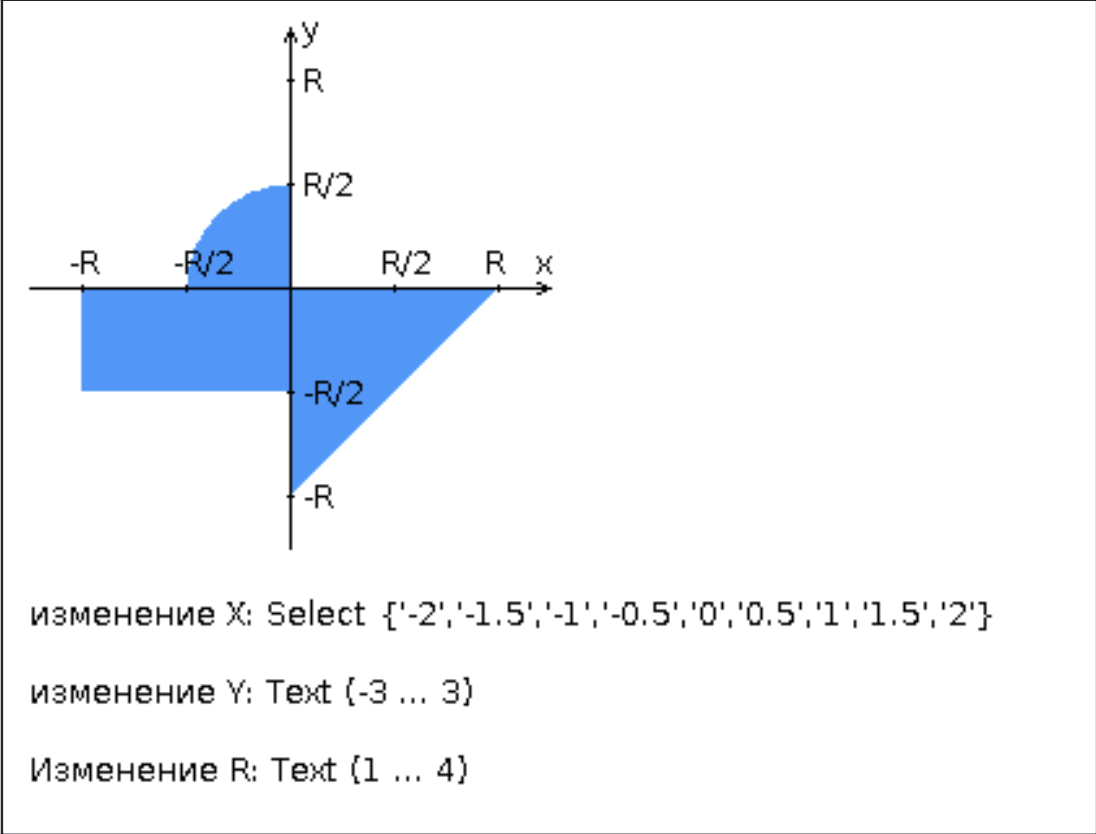 y
R
R/2
-R -R/2 R/2 R x
-R/2
-R
изменение X: Select {'-2','-1.5','-1','-0.5','0','0.5','1','1.5','2'}
изменение Y: Text (-3 ... 3)
Изменение R: Text (1 ... 4)